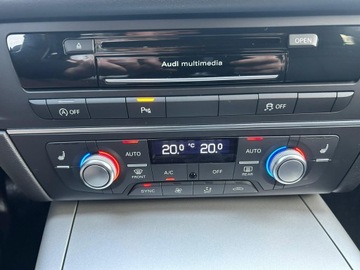 OPEN
Audi multimedia
OFF
P
OFF
AUTO
20.0 °C 20.0
AUTO
FRONT
A/C
OFF
REAR
SYNC